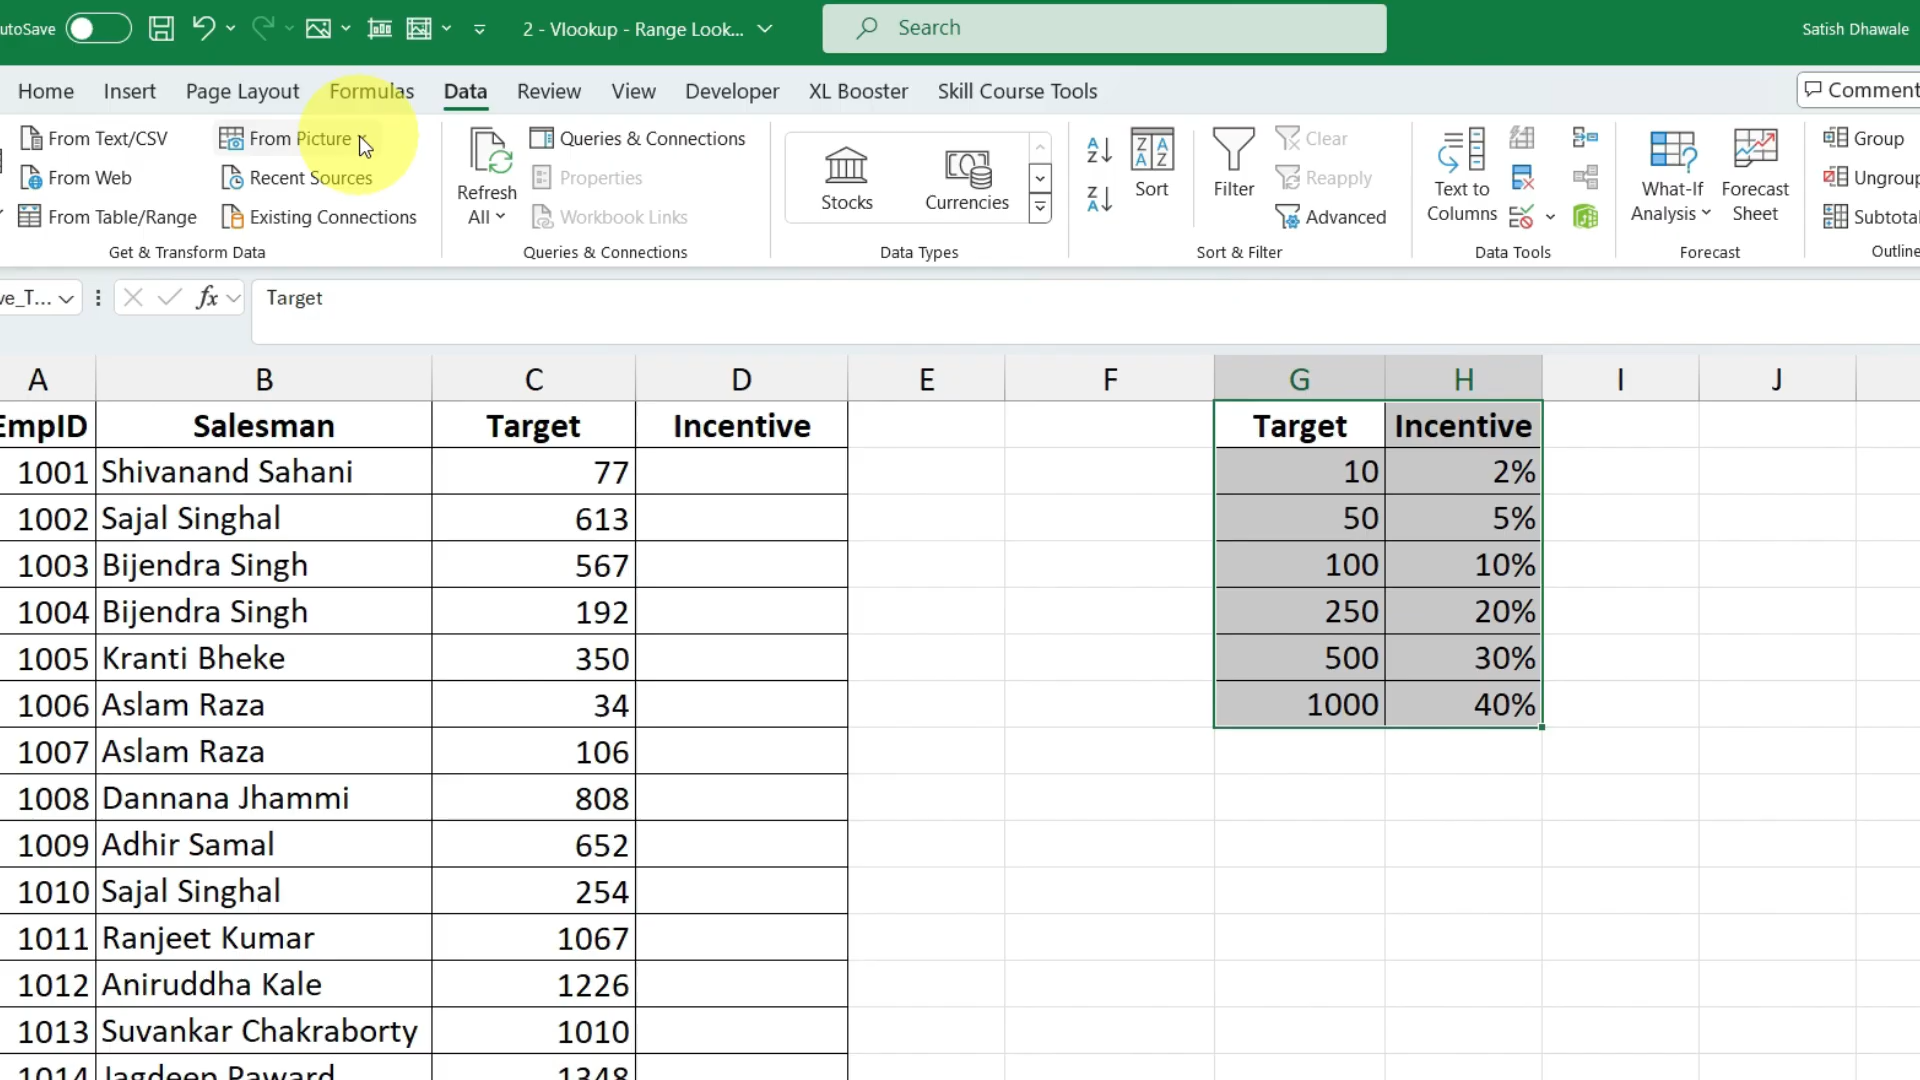 utoSave
2 - Vlookup - Range Look...
Search
Satish Dhawale
Home Insert Page Layout Formulas Data Review View Developer XL Booster Skill Course Tools
Comment
From Text/CSV
From Web
From Table/Range
From Picture
Recent Sources
Existing Connections
Get & Transform Data
Refresh
All
Queries & Connections
Properties
Workbook Links
Queries & Connections
Stocks
Currencies
Data Types
Sort
Filter
Clear
Reapply
Advanced
Sort & Filter
Text to
Columns
Data Tools
What-If
Analysis
Forecast
Sheet
Forecast
Group
Ungroup
Subtotal
Outline
ve_T...
fx
Target
A B C D E F G H I J
EmpID Salesman Target Incentive Target Incentive
1001 Shivanand Sahani 77 10 2%
1002 Sajal Singhal 613 50 5%
1003 Bijendra Singh 567 100 10%
1004 Bijendra Singh 192 250 20%
1005 Kranti Bheke 350 500 30%
1006 Aslam Raza 34 1000 40%
1007 Aslam Raza 106
1008 Dannana Jhammi 808
1009 Adhir Samal 652
1010 Sajal Singhal 254
1011 Ranjeet Kumar 1067
1012 Aniruddha Kale 1226
1013 Suvankar Chakraborty 1010
1014 Jagdeep Paward 1348